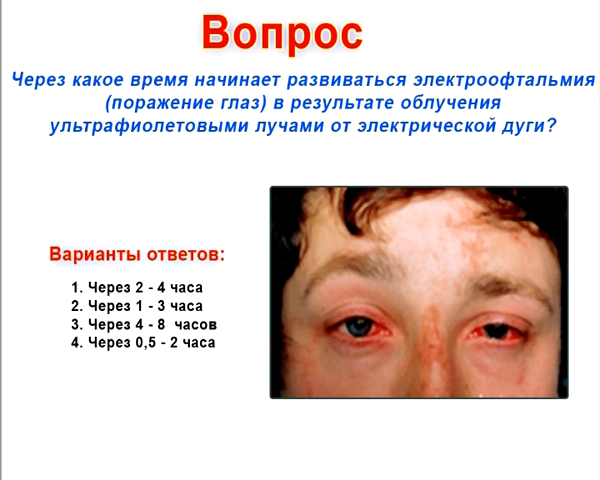 Вопрос
Через какое время начинает развиваться электроофтальмия
(поражение глаз) в результате облучения
ультрафиолетовыми лучами от электрической дуги?
Варианты ответов:
1. Через 2 - 4 часа
2. Через 1 - 3 часа
3. Через 4 - 8 часов
4. Через 0,5 - 2 часа